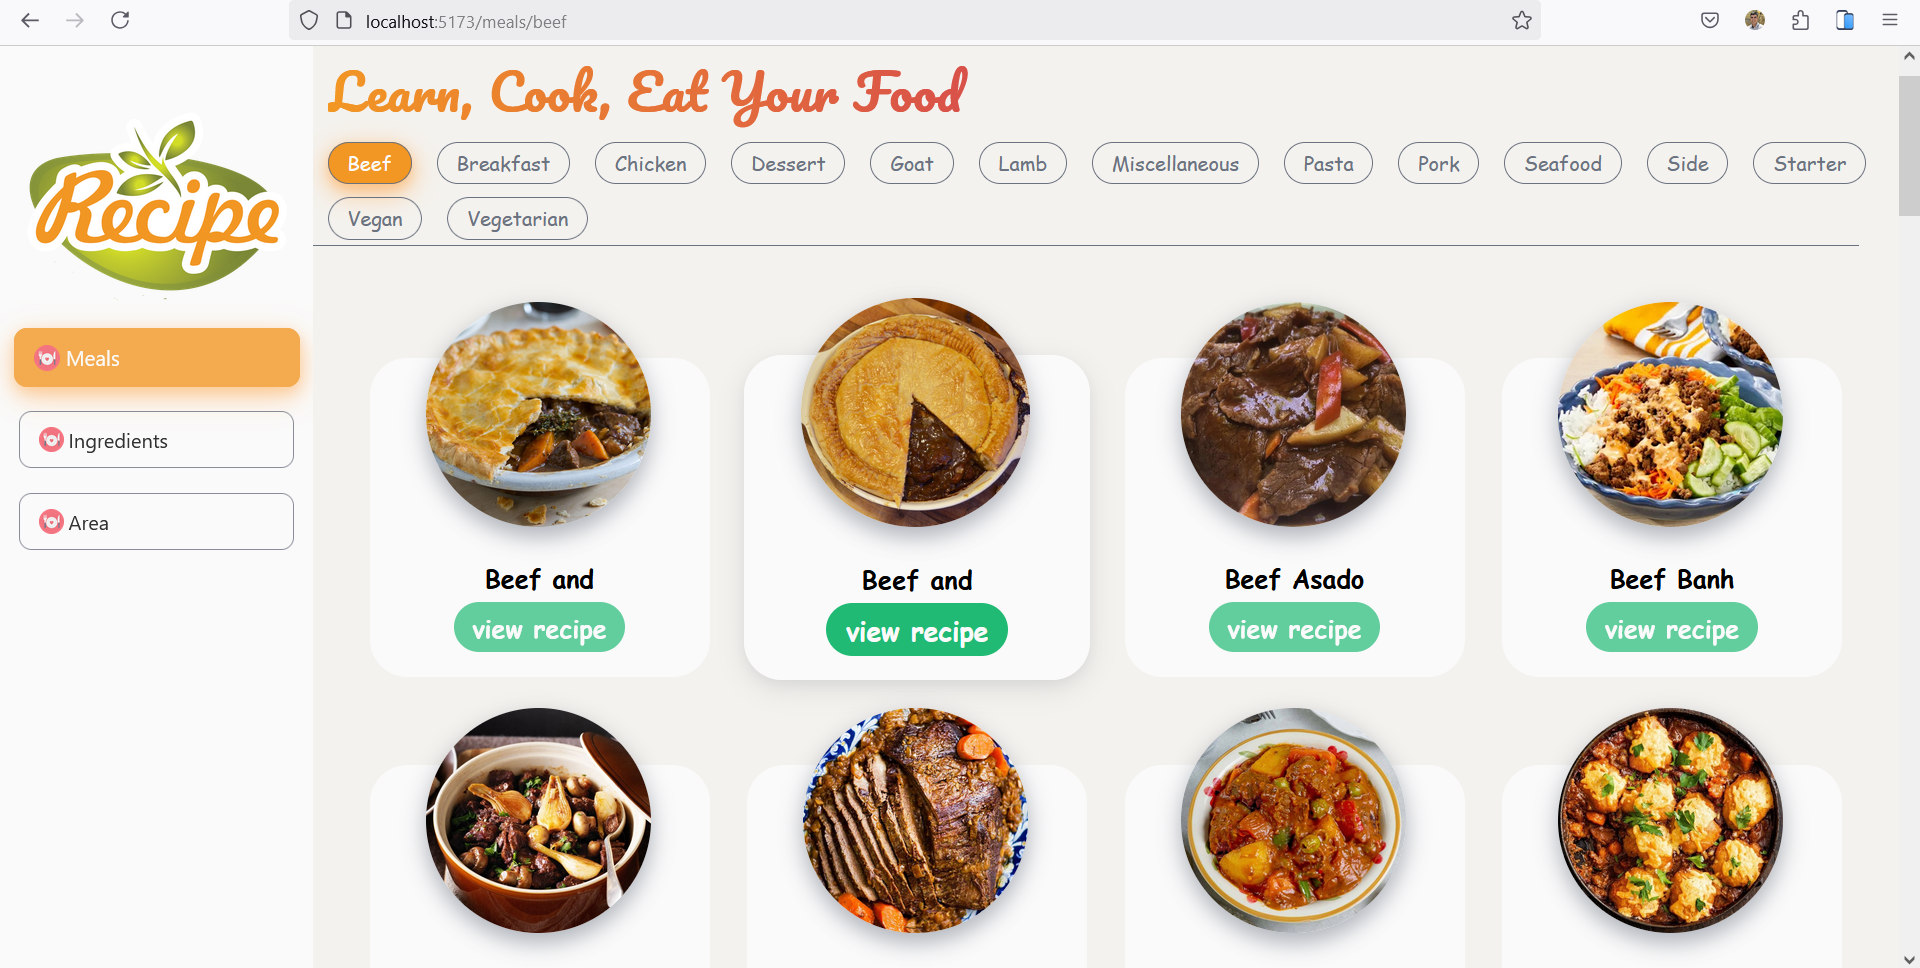 localhost:5173/meals/beef
Recipe
Meals
Ingredients
Area
Learn, Cook, Eat Your Food
Beef Breakfast Chicken Dessert Goat Lamb Miscellaneous Pasta Pork Seafood Side Starter
Vegan Vegetarian
Beef and
view recipe
Beef and
view recipe
Beef Asado
view recipe
Beef Banh
view recipe